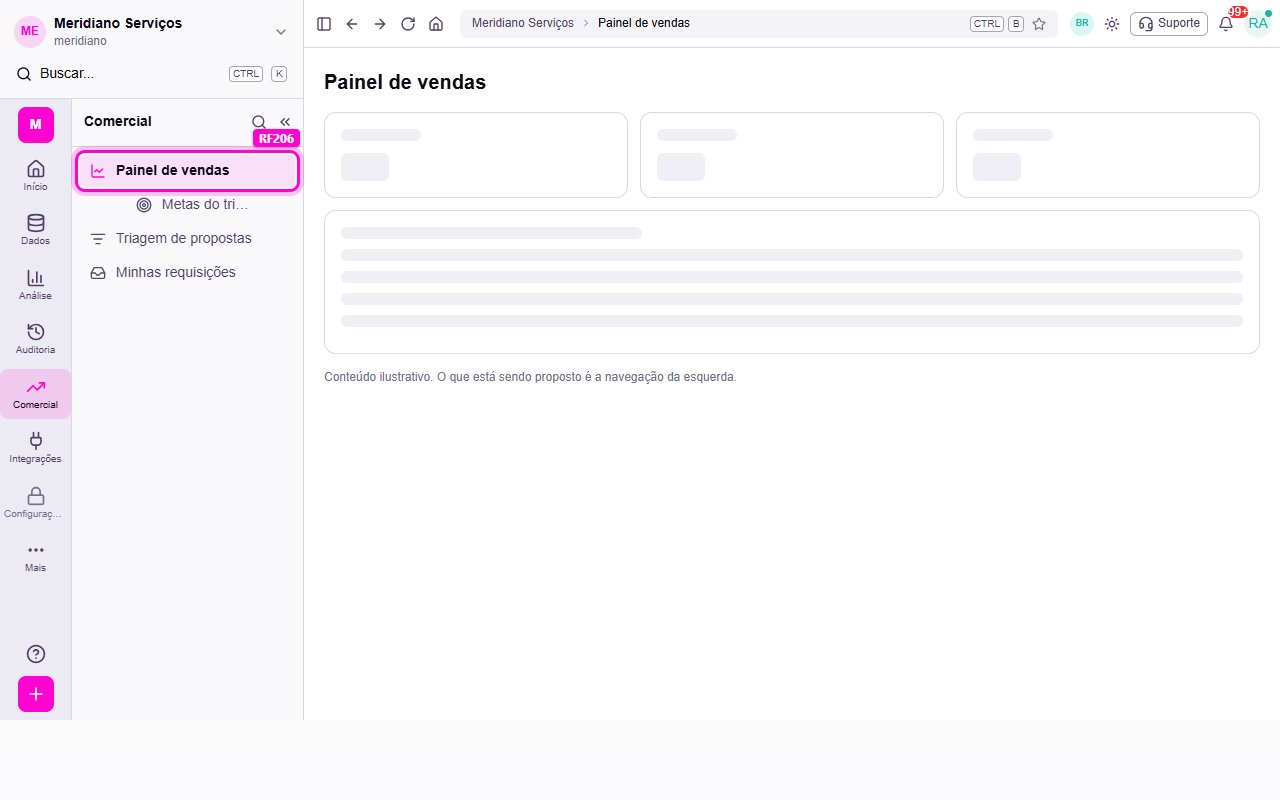 ME
Meridiano Serviços
meridiano
Buscar...
CTRL K
Meridiano Serviços > Painel de vendas
CTRL B
BR
Suporte
99+
RA
M
Início
Dados
Análise
Auditoria
Comercial
Integrações
Configuraç…
Mais
Comercial
RF206
Painel de vendas
Metas do tri…
Triagem de propostas
Minhas requisições
Painel de vendas
Conteúdo ilustrativo. O que está sendo proposto é a navegação da esquerda.